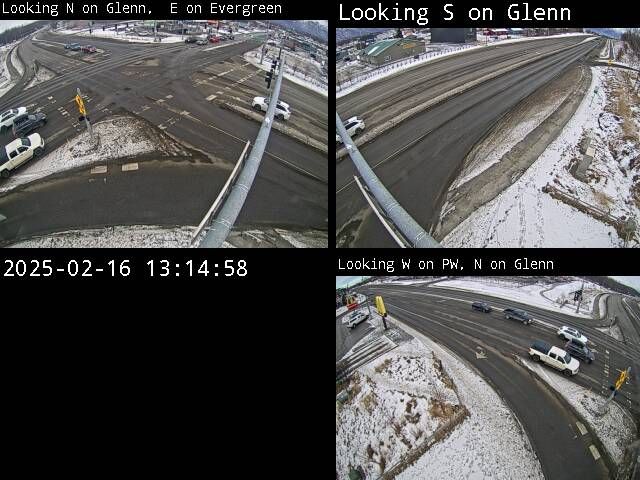 Looking N on Glenn,  E on Evergreen
Looking S on Glenn
2025-02-16 13:14:58
Looking W on PW, N on Glenn